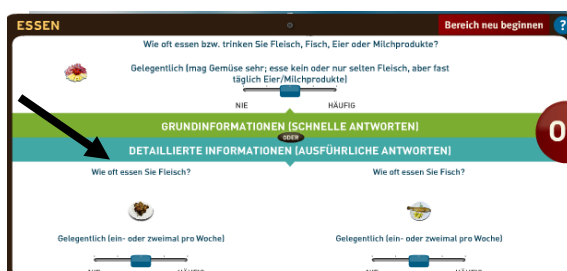 ESSEN
Bereich neu beginnen ?
Wie oft essen bzw. trinken Sie Fleisch, Fisch, Eier oder Milchprodukte?
Gelegentlich (mag Gemüse sehr; esse kein oder nur selten Fleisch, aber fast
täglich Eier/Milchprodukte)
NIE HÄUFIG
GRUNDINFORMATIONEN (SCHNELLE ANTWORTEN)
ODER
0
DETAILLIERTE INFORMATIONEN (AUSFÜHRLICHE ANTWORTEN)
Wie oft essen Sie Fleisch? Wie oft essen Sie Fisch?
Gelegentlich (ein- oder zweimal pro Woche) Gelegentlich (ein- oder zweimal pro Woche)